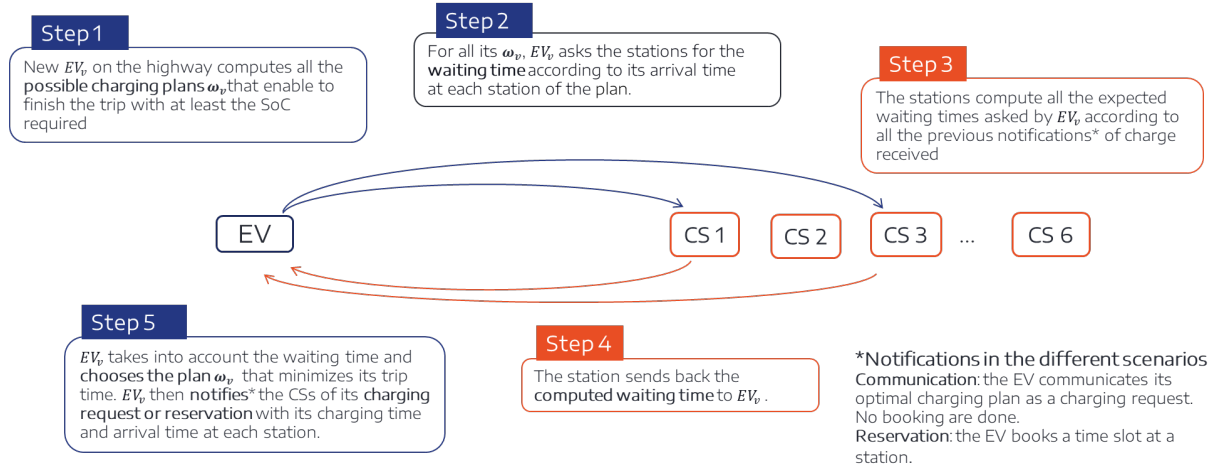 Step 1
New EVᵥ on the highway computes all the
possible charging plans ωᵥ that enable to
finish the trip with at least the SoC
required
Step 2
For all its ωᵥ, EVᵥ asks the stations for the
waiting time according to its arrival time
at each station of the plan.
Step 3
The stations compute all the expected
waiting times asked by EVᵥ according to
all the previous notifications* of charge
received
EV
CS 1
CS 2
CS 3
...
CS 6
Step 5
EVᵥ takes into account the waiting time and
chooses the plan ωᵥ that minimizes its trip
time. EVᵥ then notifies* the CSs of its charging
request or reservation with its charging time
and arrival time at each station.
Step 4
The station sends back the
computed waiting time to EVᵥ .
*Notifications in the different scenarios
Communication: the EV communicates its
optimal charging plan as a charging request.
No booking are done.
Reservation: the EV books a time slot at a
station.